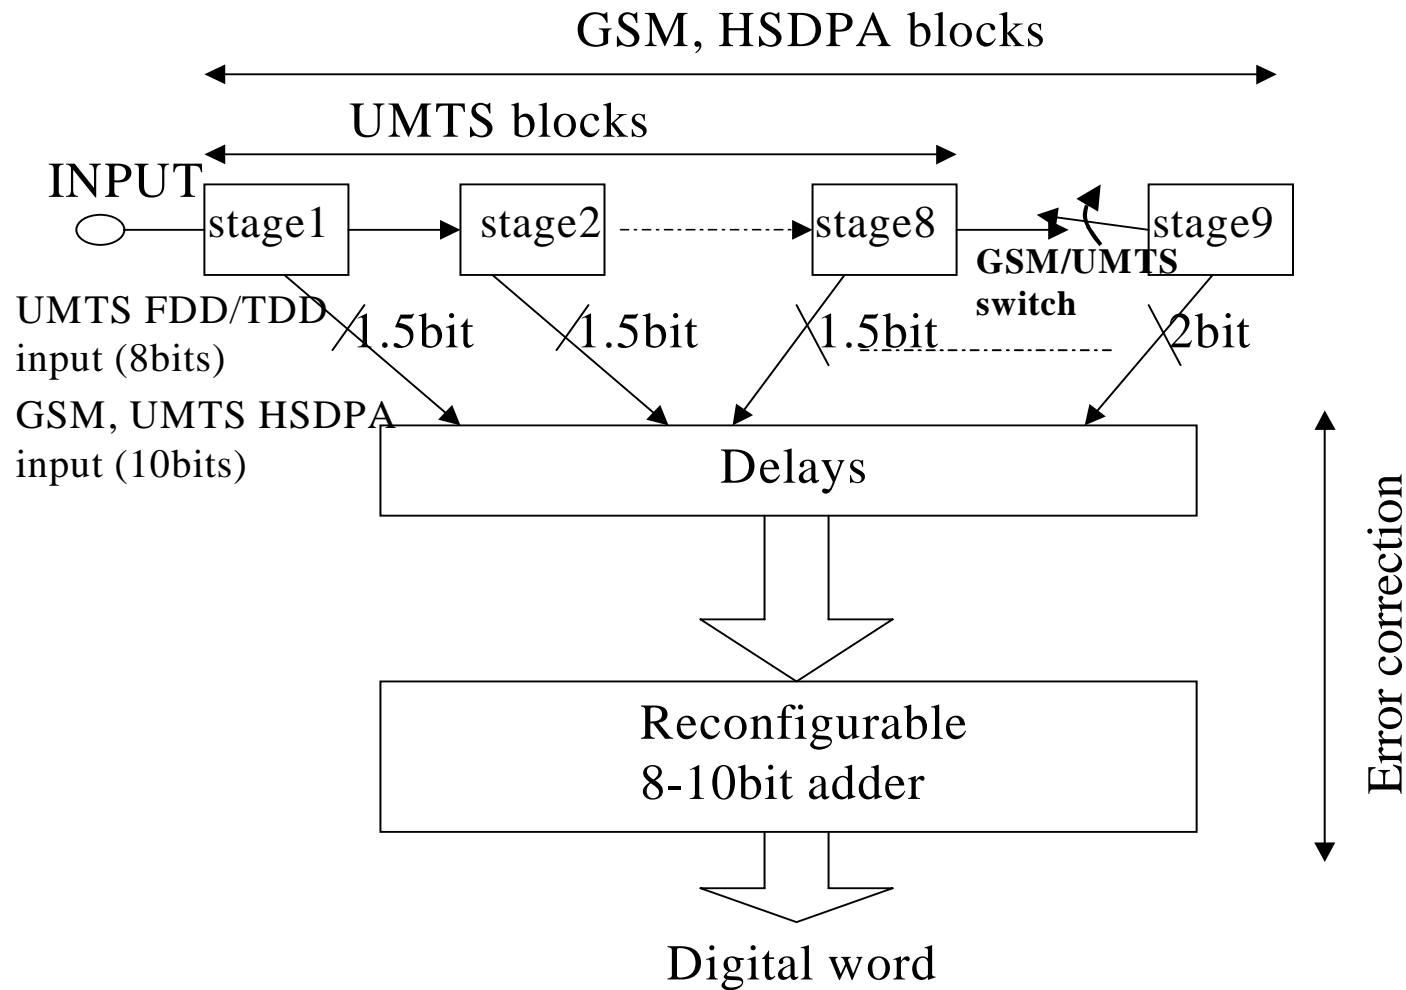 GSM, HSDPA blocks
UMTS blocks
INPUT
stage1
stage2
stage8
stage9
GSM/UMTS
switch
UMTS FDD/TDD
input (8bits)
1.5bit
1.5bit
1.5bit
2bit
GSM, UMTS HSDPA
input (10bits)
Delays
Reconfigurable
8-10bit adder
Error correction
Digital word